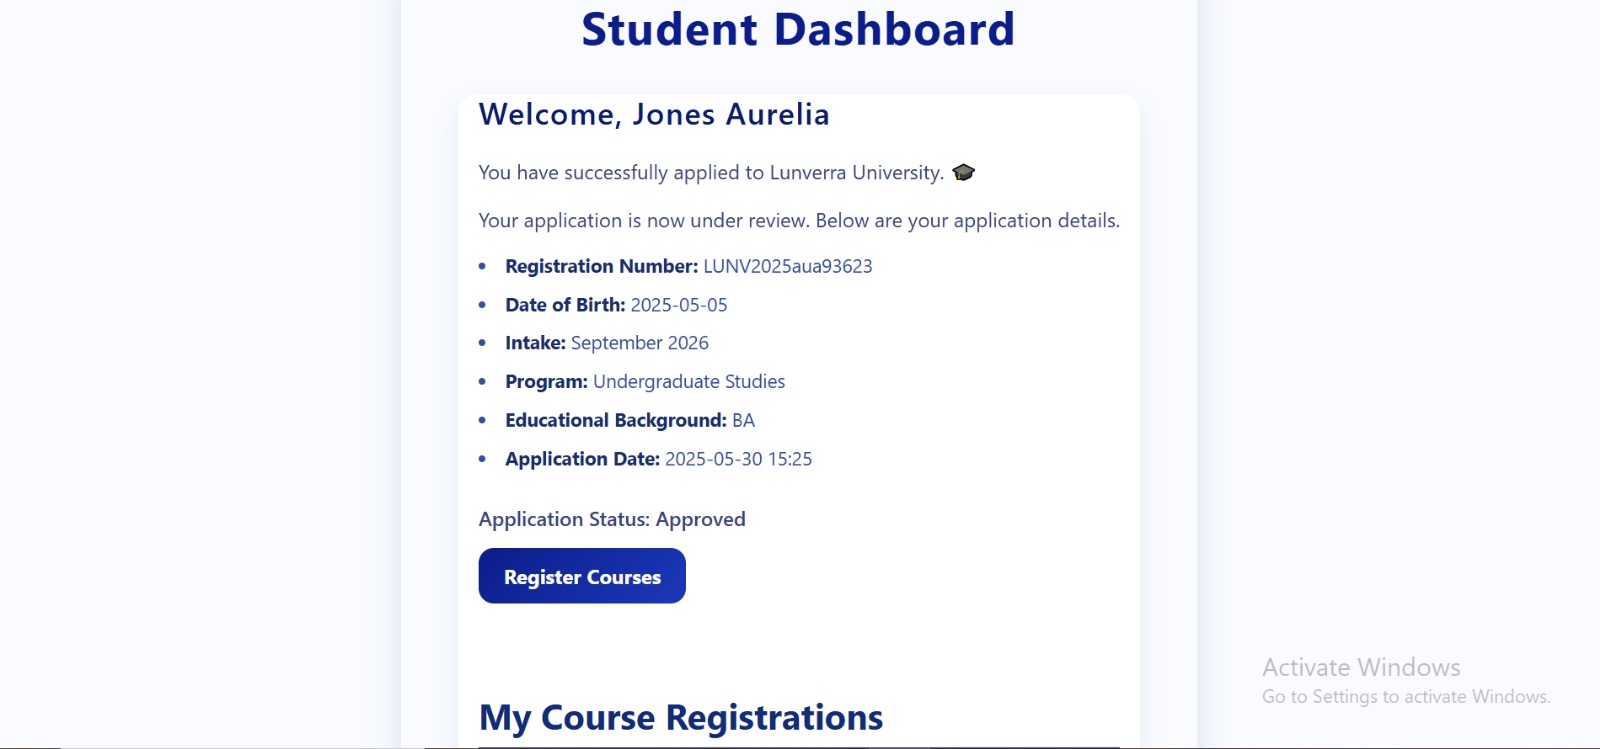 Student Dashboard
Welcome, Jones Aurelia
You have successfully applied to Lunverra University. 🎓
Your application is now under review. Below are your application details.
• Registration Number: LUNV2025aua93623
• Date of Birth: 2025-05-05
• Intake: September 2026
• Program: Undergraduate Studies
• Educational Background: BA
• Application Date: 2025-05-30 15:25
Application Status: Approved
Register Courses
My Course Registrations
Activate Windows
Go to Settings to activate Windows.